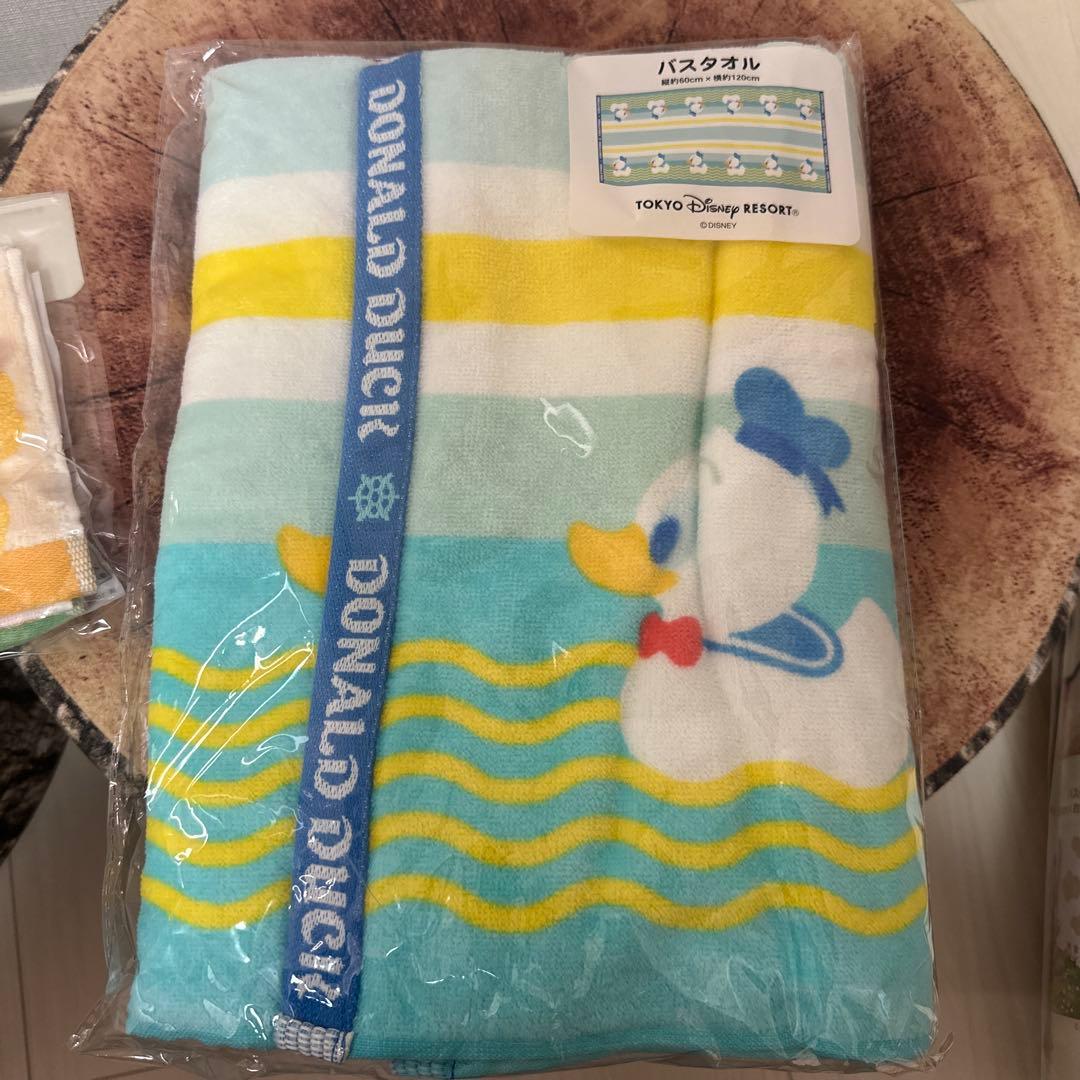 バスタオル
縦約60cm×横約120cm
TOKYO Disney RESORT®
©DISNEY
DONALD DUCK
DONALD DUCK